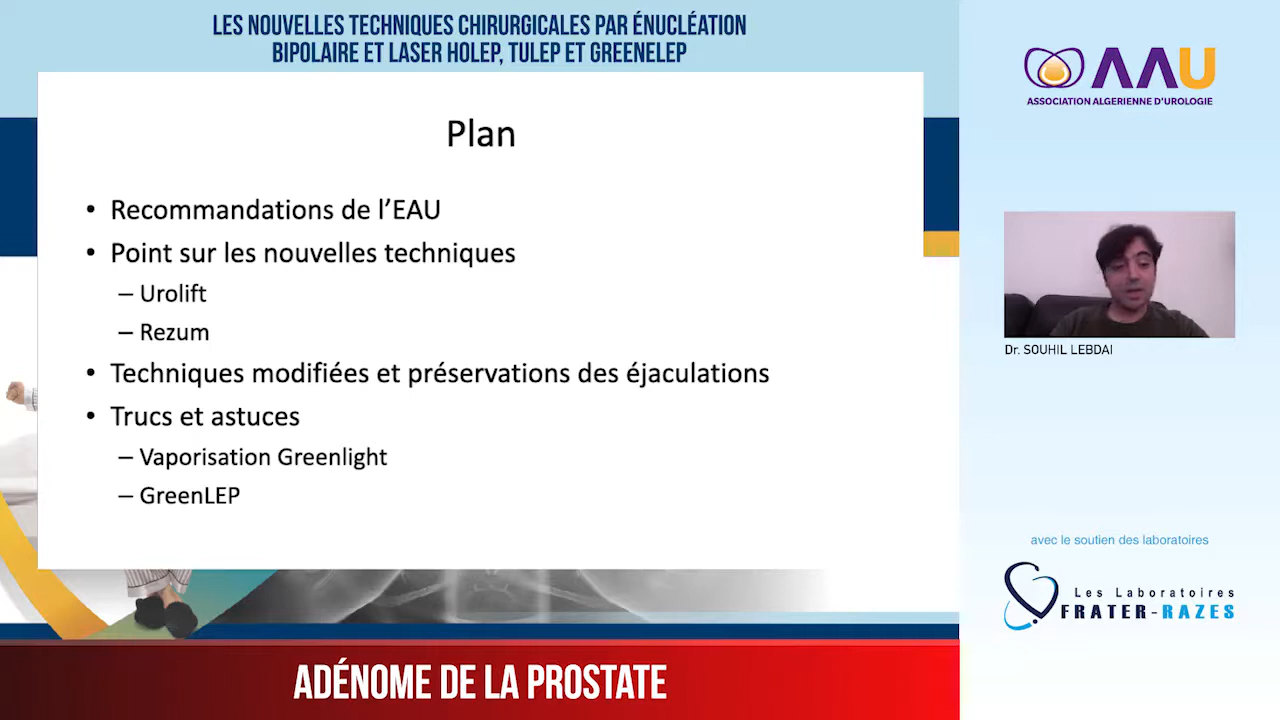 LES NOUVELLES TECHNIQUES CHIRURGICALES PAR ÉNUCLÉATION
BIPOLAIRE ET LASER HOLEP, TULEP ET GREENELEP
Plan
• Recommandations de l'EAU
• Point sur les nouvelles techniques
– Urolift
– Rezum
• Techniques modifiées et préservations des éjaculations
• Trucs et astuces
– Vaporisation Greenlight
– GreenLEP
ADÉNOME DE LA PROSTATE
AAU
ASSOCIATION ALGERIENNE D'UROLOGIE
Dr. SOUHIL LEBDAI
avec le soutien des laboratoires
Les Laboratoires
FRATER-RAZES